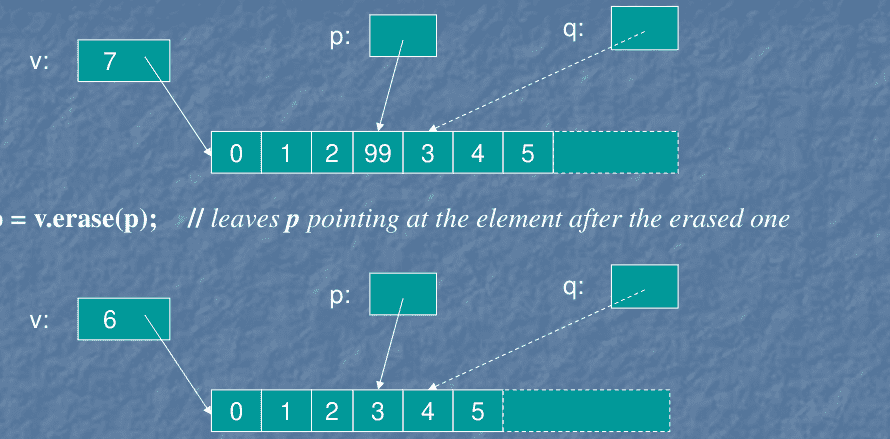 p: q:
v: 7
0 1 2 99 3 4 5
= v.erase(p); // leaves p pointing at the element after the erased one
p: q:
v: 6
0 1 2 3 4 5